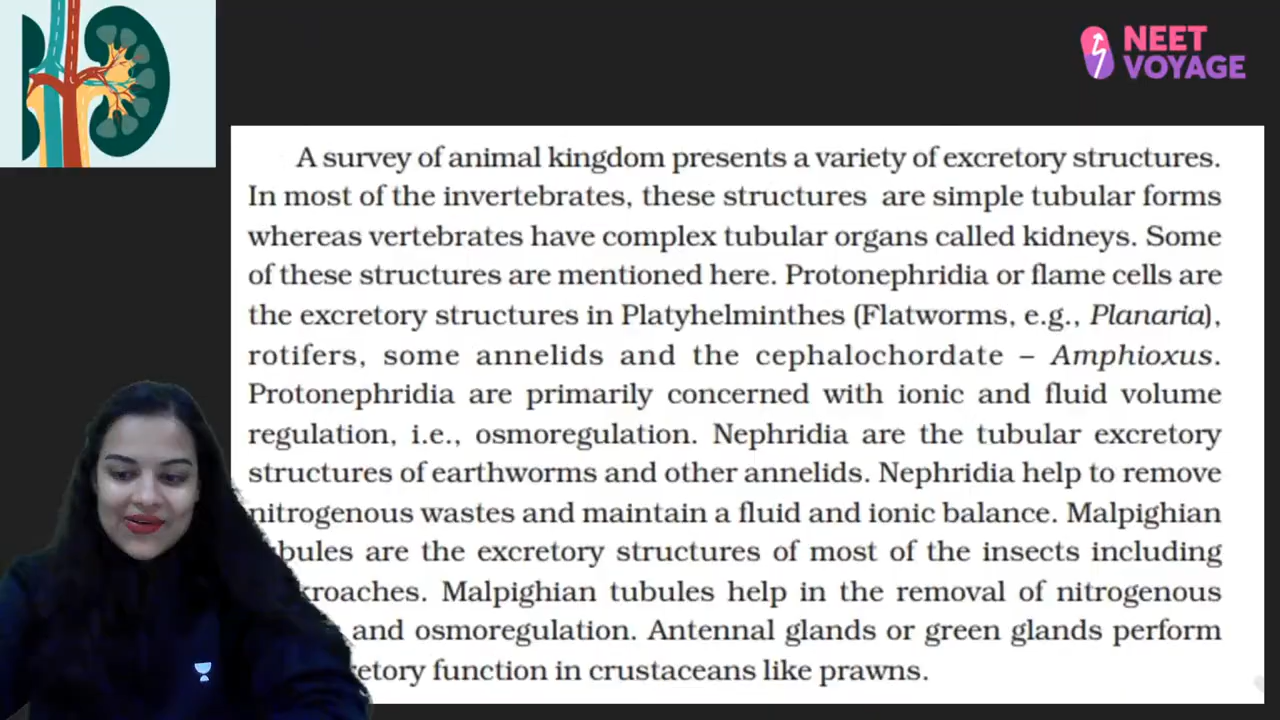 NEET
VOYAGE
A survey of animal kingdom presents a variety of excretory structures.
In most of the invertebrates, these structures are simple tubular forms
whereas vertebrates have complex tubular organs called kidneys. Some
of these structures are mentioned here. Protonephridia or flame cells are
the excretory structures in Platyhelminthes (Flatworms, e.g., Planaria),
rotifers, some annelids and the cephalochordate – Amphioxus.
Protonephridia are primarily concerned with ionic and fluid volume
regulation, i.e., osmoregulation. Nephridia are the tubular excretory
structures of earthworms and other annelids. Nephridia help to remove
nitrogenous wastes and maintain a fluid and ionic balance. Malpighian
bules are the excretory structures of most of the insects including
kroaches. Malpighian tubules help in the removal of nitrogenous
and osmoregulation. Antennal glands or green glands perform
retory function in crustaceans like prawns.